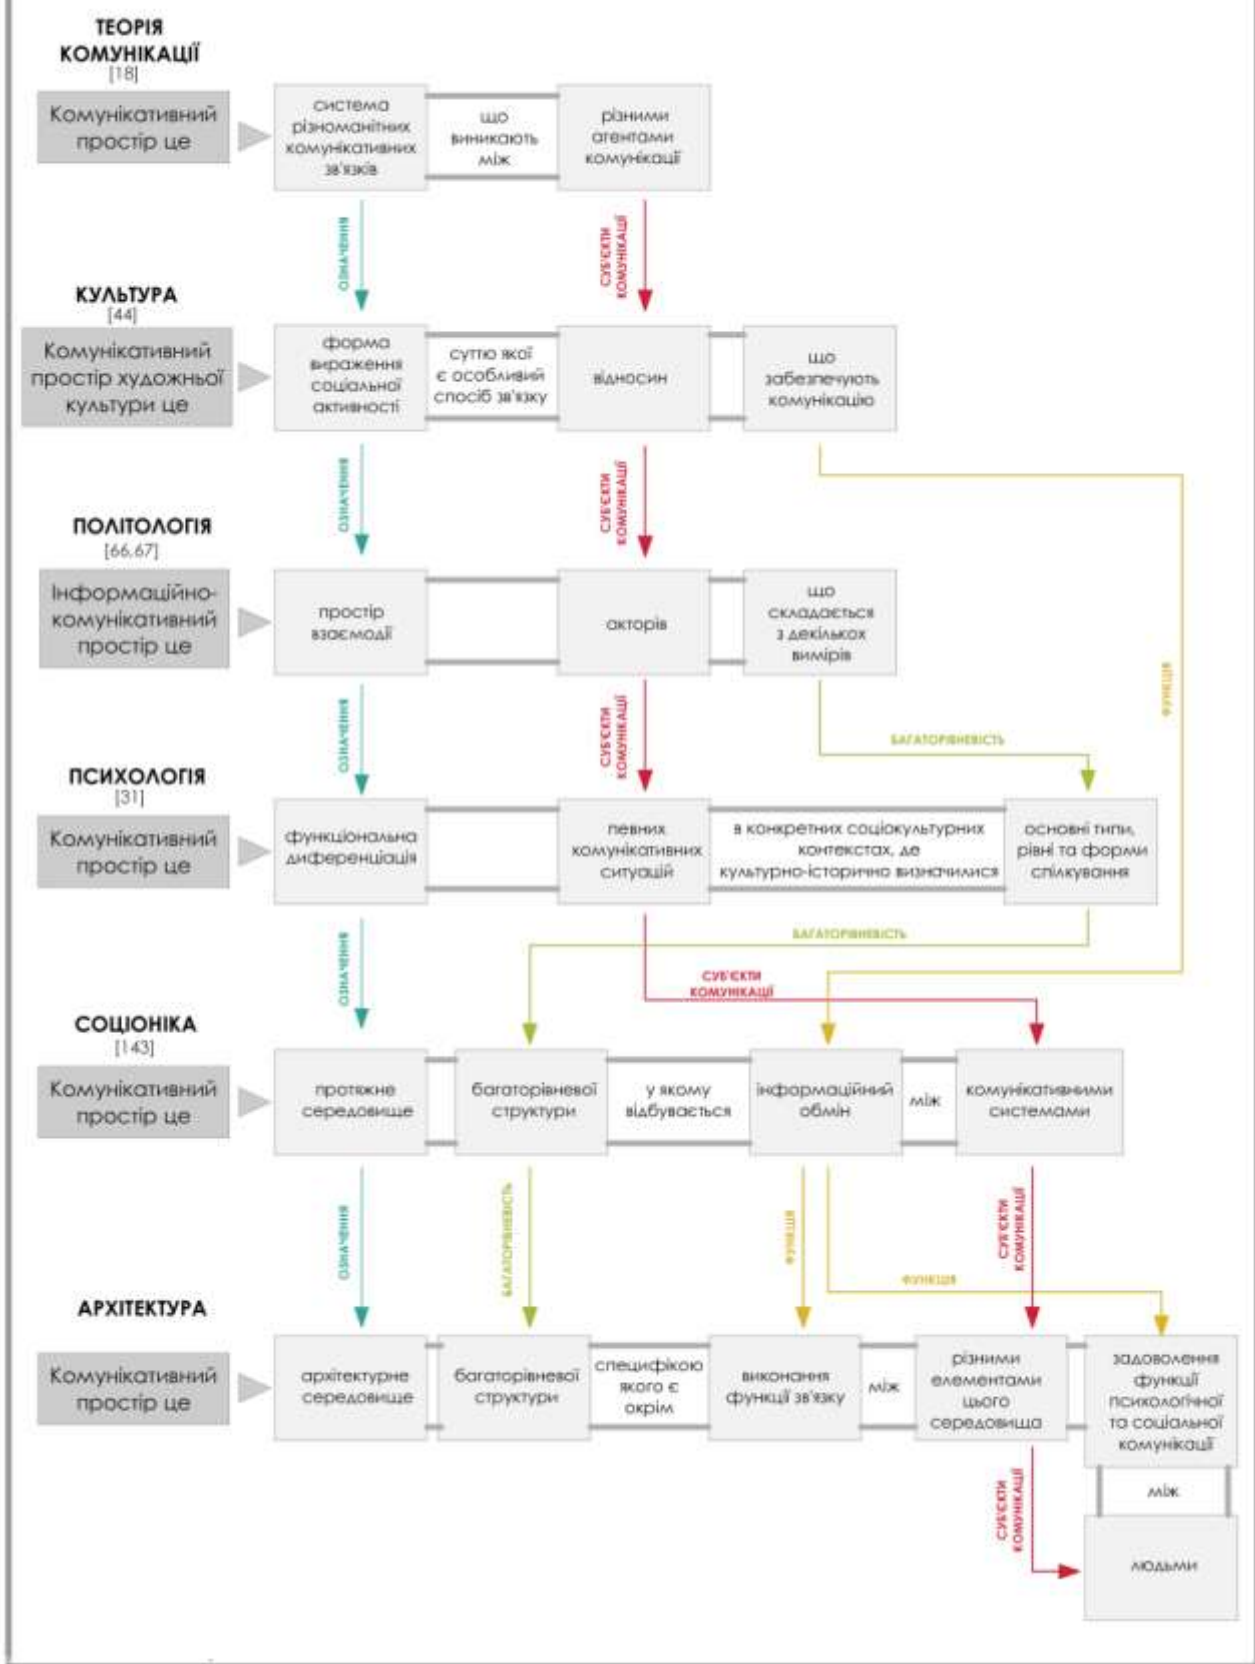 ТЕОРІЯ
КОМУНІКАЦІЇ
[18]
Комунікативний
простір це
система
різноманітних
комунікативних
зв'язків
що
виникають
між
різними
агентами
комунікації
ОЗНАЧЕННЯ
СУБ'ЄКТИ
КОМУНІКАЦІЇ
КУЛЬТУРА
[44]
Комунікативний
простір художньої
культури це
форма
вираження
соціальної
активності
суттю якої
є особливий
спосіб зв'язку
відносин
що
забезпечують
комунікацію
ОЗНАЧЕННЯ
СУБ'ЄКТИ
КОМУНІКАЦІЇ
ФУНКЦІЯ
ПОЛІТОЛОГІЯ
[66,67]
Інформаційно-
комунікативний
простір це
простір
взаємодії
акторів
що
складається
з декількох
вимірів
ОЗНАЧЕННЯ
СУБ'ЄКТИ
КОМУНІКАЦІЇ
БАГАТОРІВНЕВІСТЬ
ПСИХОЛОГІЯ
[31]
Комунікативний
простір це
функціональна
диференціація
певних
комунікативних
ситуацій
в конкретних соціокультурних
контекстах, де
культурно-історично визначилися
основні типи,
рівні та форми
спілкування
ОЗНАЧЕННЯ
БАГАТОРІВНЕВІСТЬ
СУБ'ЄКТИ
КОМУНІКАЦІЇ
СОЦІОНІКА
[143]
Комунікативний
простір це
протяжне
середовище
багаторівневої
структури
у якому
відбувається
інформаційний
обмін
між
комунікативними
системами
ОЗНАЧЕННЯ
БАГАТОРІВНЕВІСТЬ
ФУНКЦІЯ
ФУНКЦІЯ
СУБ'ЄКТИ
КОМУНІКАЦІЇ
АРХІТЕКТУРА
Комунікативний
простір це
архітектурне
середовище
багаторівневої
структури
специфікою
якого є
окрім
виконання
функції зв'язку
між
різними
елементами
цього
середовища
задоволення
функції
психологічної
та соціальної
комунікації
СУБ'ЄКТИ
КОМУНІКАЦІЇ
між
людьми